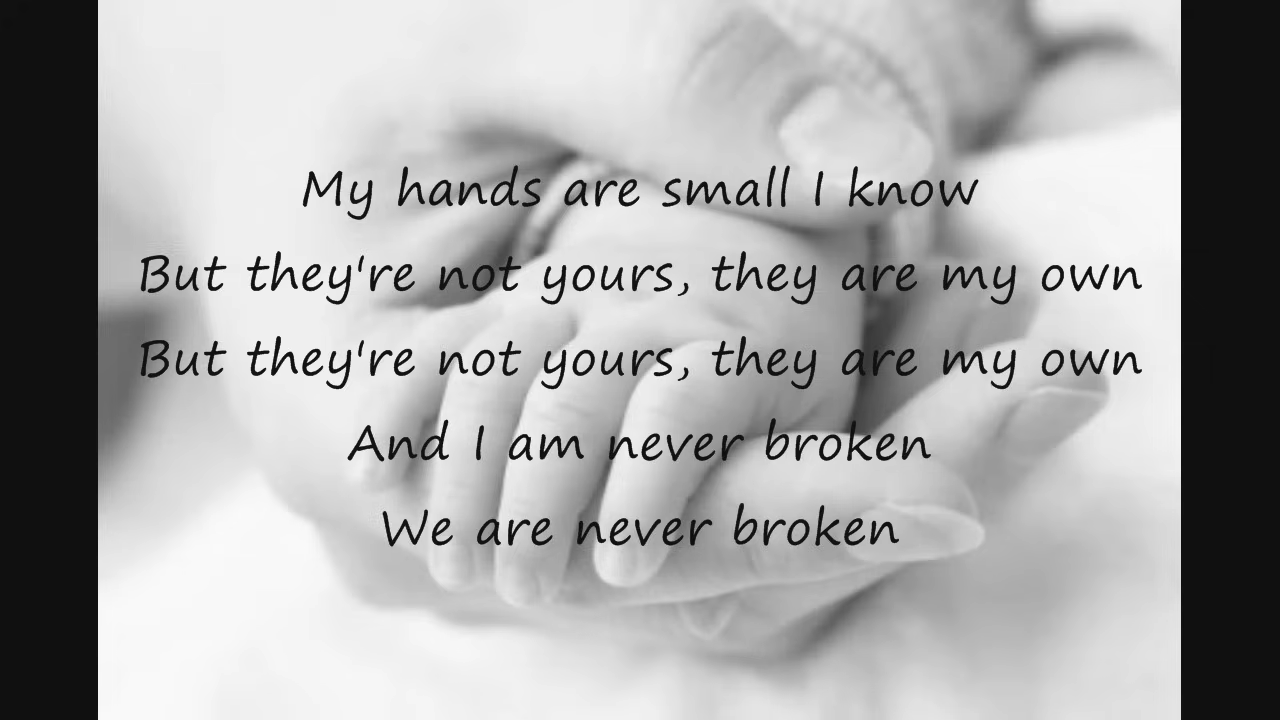 My hands are small I know
But they're not yours, they are my own
But they're not yours, they are my own
And I am never broken
We are never broken